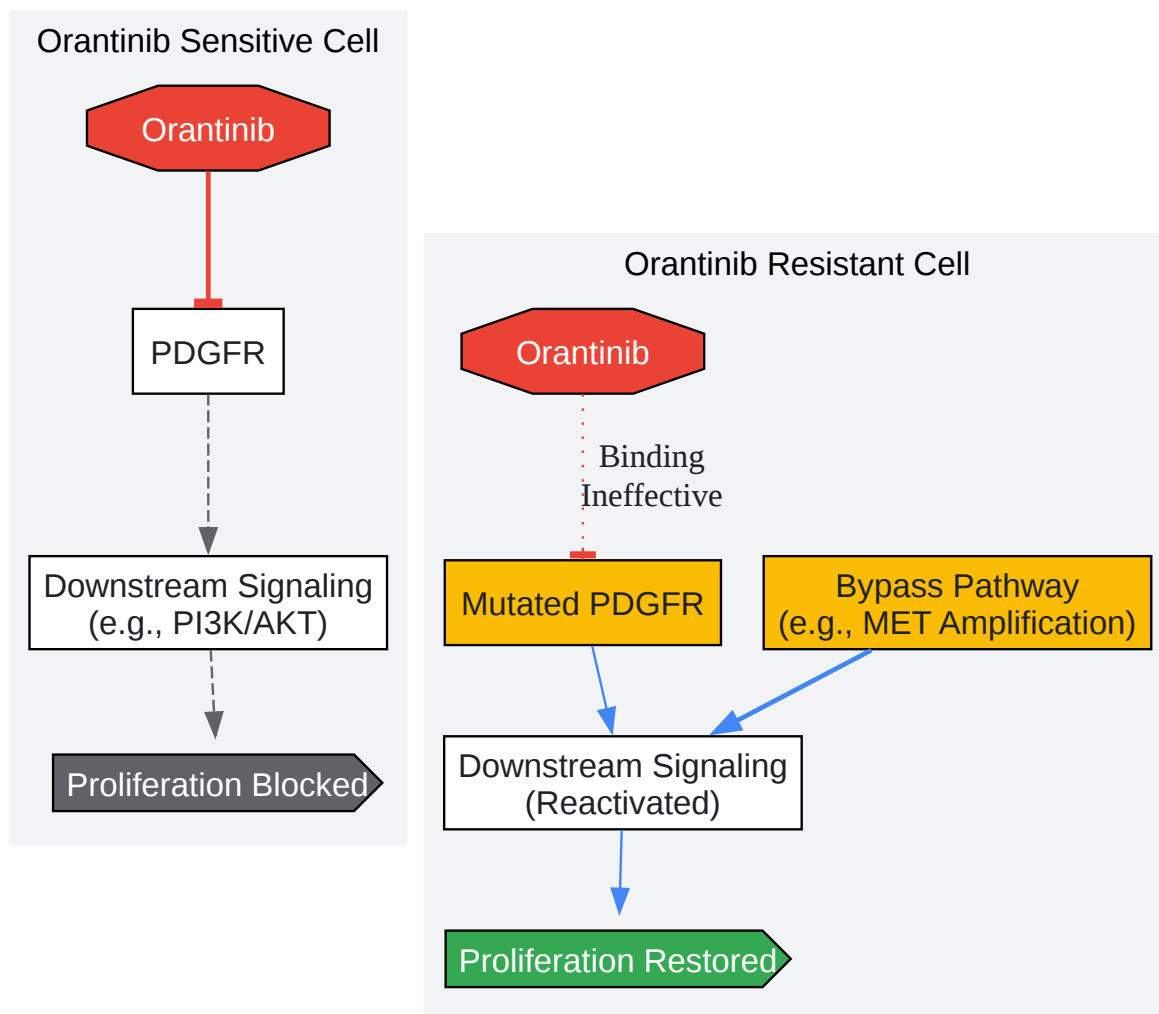 Orantinib Sensitive Cell
Orantinib
PDGFR
Downstream Signaling
(e.g., PI3K/AKT)
Proliferation Blocked
Orantinib Resistant Cell
Orantinib
Binding
Ineffective
Mutated PDGFR
Bypass Pathway
(e.g., MET Amplification)
Downstream Signaling
(Reactivated)
Proliferation Restored